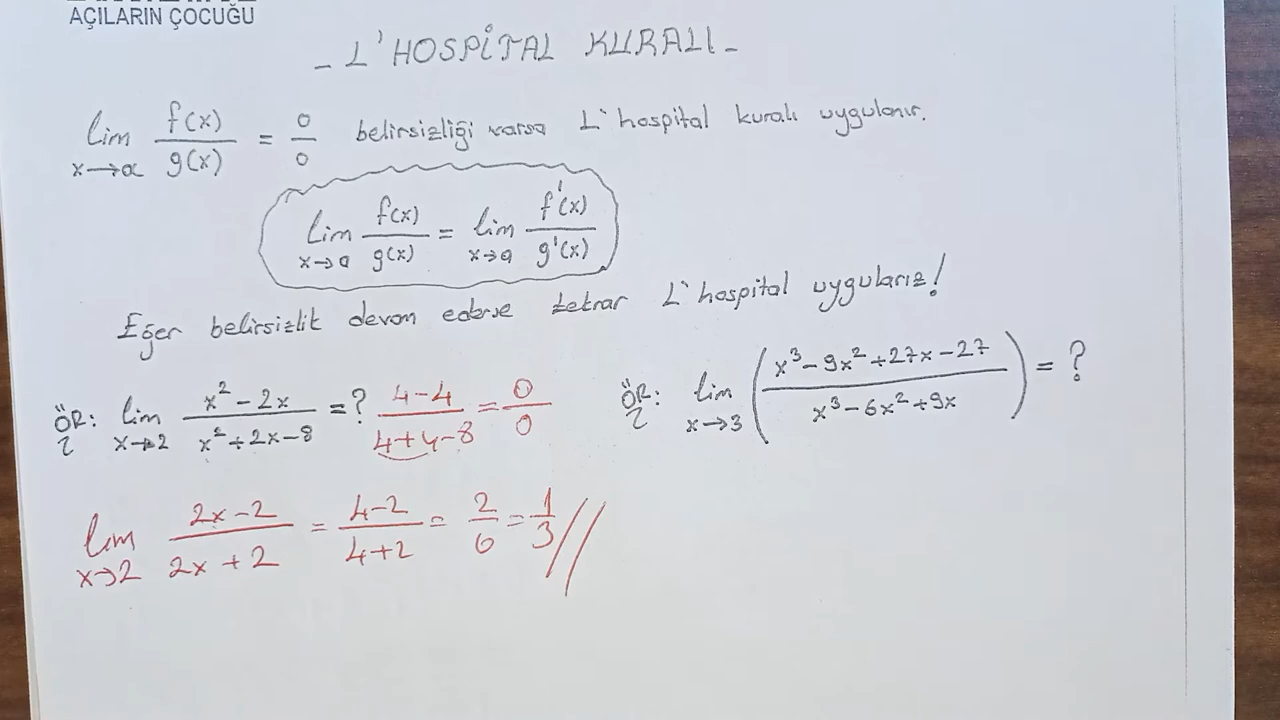 AÇILARIN ÇOCUĞU
- L'HOSPİTAL KURALI -
lim x→a f(x)/g(x) = 0/0 belirsizliği varsa L'hospital kuralı uygulanır.
lim x→a f(x)/g(x) = lim x→a f'(x)/g'(x)
Eğer belirsizlik devam ederse tekrar L'hospital uygularız!
ÖR: lim x→2 x²-2x / x²+2x-8 = ? 4-4 / 4+4-8 = 0/0
ÖR: lim x→3 (x³-9x²+27x-27 / x³-6x²+9x) = ?
lim x→2 2x-2 / 2x+2 = 4-2 / 4+2 = 2/6 = 1/3 //